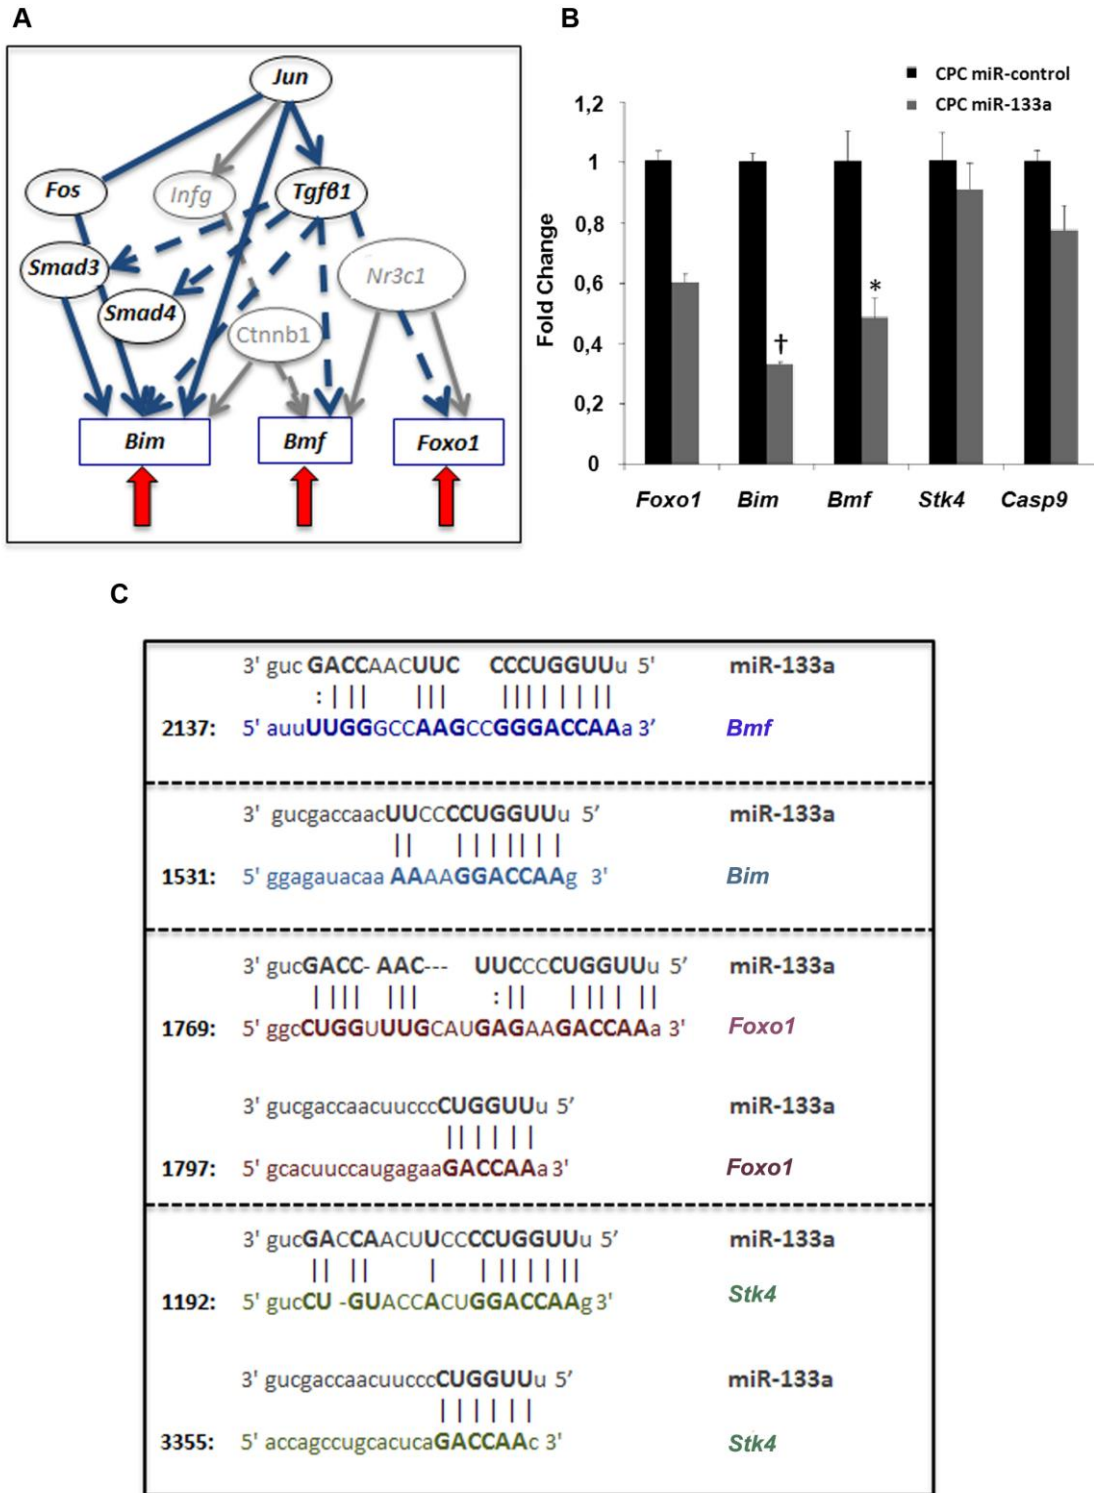 A
Jun
Fos
Infg
Tgfβ1
Smad3
Nr3c1
Smad4
Ctnnb1
Bim
Bmf
Foxo1
B
CPC miR-control
CPC miR-133a
Fold Change
1,2
1
0,8
0,6
0,4
0,2
0
†
*
Foxo1 Bim Bmf Stk4 Casp9
C
3' guc GACCAACUUC CCCUGGUUu 5' miR-133a
:||| ||| ||||||||
2137: 5' auuUUGGGCCAAGCCGGGACCAAa 3' Bmf
3' gucgaccaacUUCCCCUGGUUu 5' miR-133a
|| |||||||
1531: 5' ggagauacaa AAAAGGACCAAg 3' Bim
3' gucGACC- AAC--- UUCCCCUGGUUu 5' miR-133a
|||| ||| :|| ||||||
1769: 5' ggcCUGGUUUGCAUGAGAAGACCAAa 3' Foxo1
3' gucgaccaacuucccCUGGUUu 5' miR-133a
||||||
1797: 5' gcacuuccaugagaaGACCAAa 3' Foxo1
3' gucGACCAACUUCCCCUGGUUu 5' miR-133a
|| || | |||||||
1192: 5' gucCU -GUACCACUGGACCAAg 3' Stk4
3' gucgaccaacuucccCUGGUUu 5' miR-133a
||||||
3355: 5' accagccugcacucaGACCAAc 3' Stk4